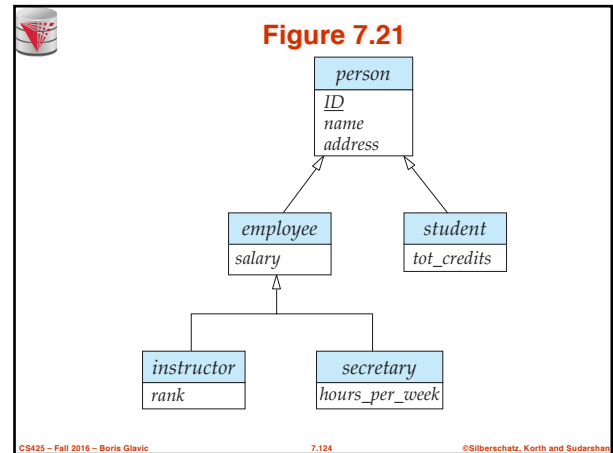 Figure 7.21
person
ID
name
address
employee
salary
student
tot_credits
instructor
rank
secretary
hours_per_week
CS425 – Fall 2016 – Boris Glavic
7.124
©Silberschatz, Korth and Sudarshan